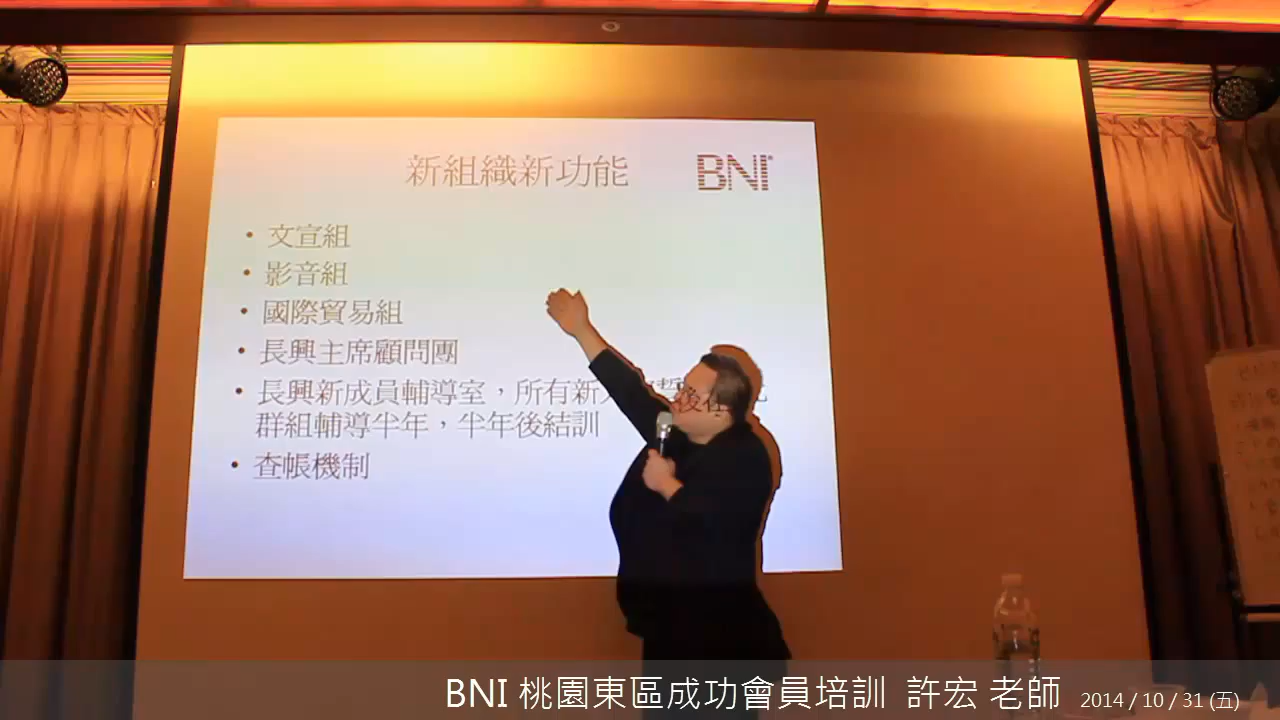 新組織新功能
BNI®
• 文宣組
• 影音組
• 國際貿易組
• 長興主席顧問團
• 長興新成員輔導室，所有新
群組輔導半年，半年後結訓
• 查帳機制
BNI 桃園東區成功會員培訓 許宏 老師 2014 / 10 / 31 (五)